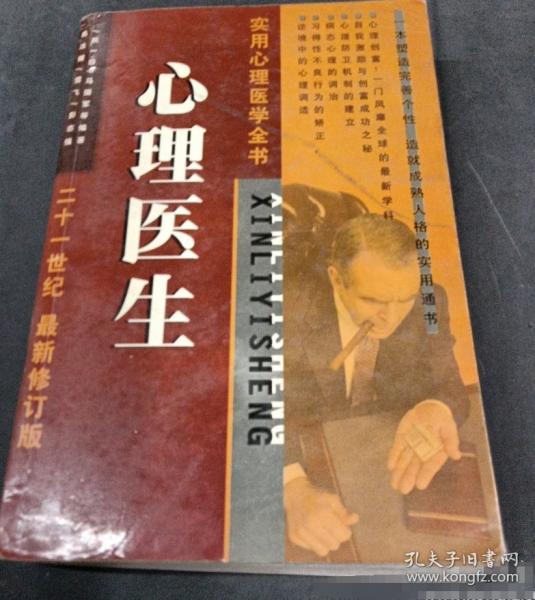 心理医生
实用心理医学全书
XINLIYISHENG
二十一世纪 最新修订版
一本塑造完善个性 造就成熟人格的实用通书
心理创富：一门风靡全球的最新学科
自我激励与创富成功之秘
心理防卫机制的建立
病态心理的调治
习得性不良行为的矫正
逆境中的心理调适
孔夫子旧书网
www.kongfz.com